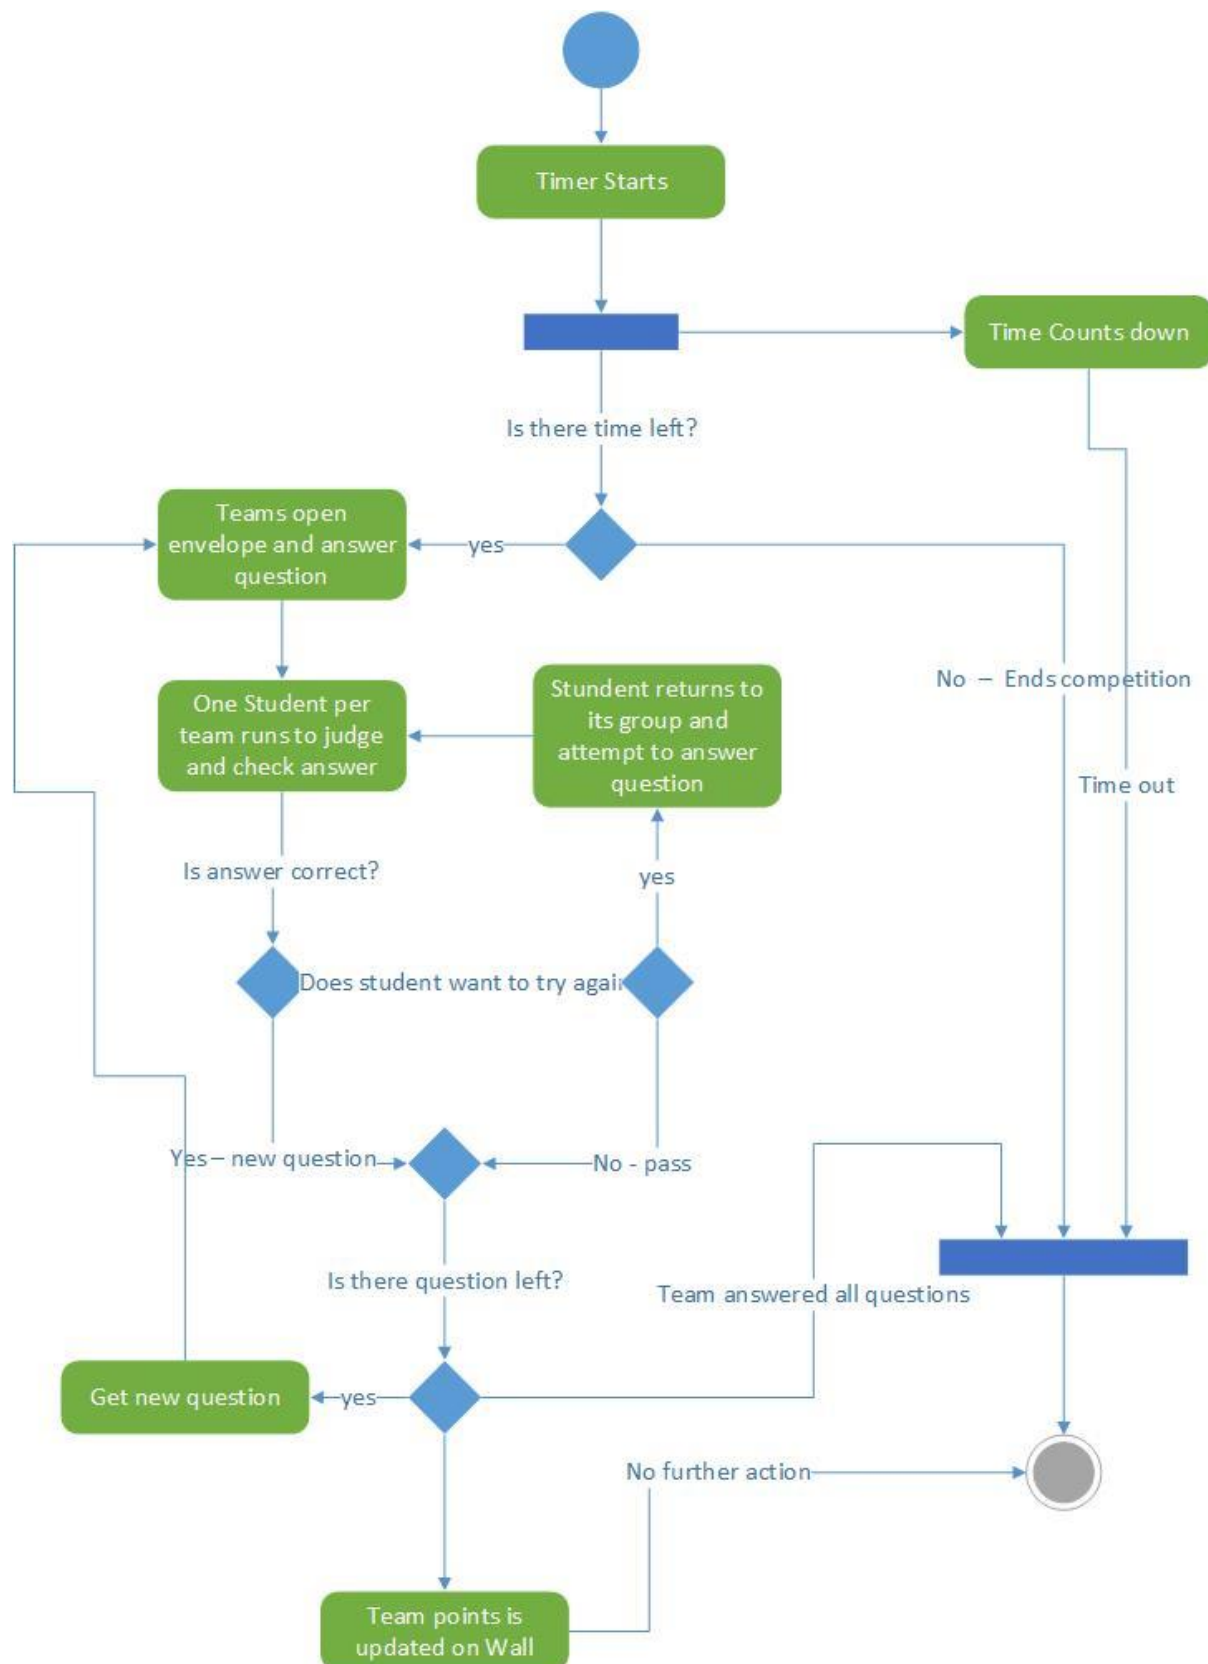 Timer Starts
Time Counts down
Is there time left?
Teams open
envelope and answer
question
yes
No – Ends competition
One Student per
team runs to judge
and check answer
Stundent returns to
its group and
attempt to answer
question
Time out
Is answer correct?
yes
Does student want to try again
Yes – new question
No - pass
Is there question left?
Team answered all questions
Get new question
yes
No further action
Team points is
updated on Wall